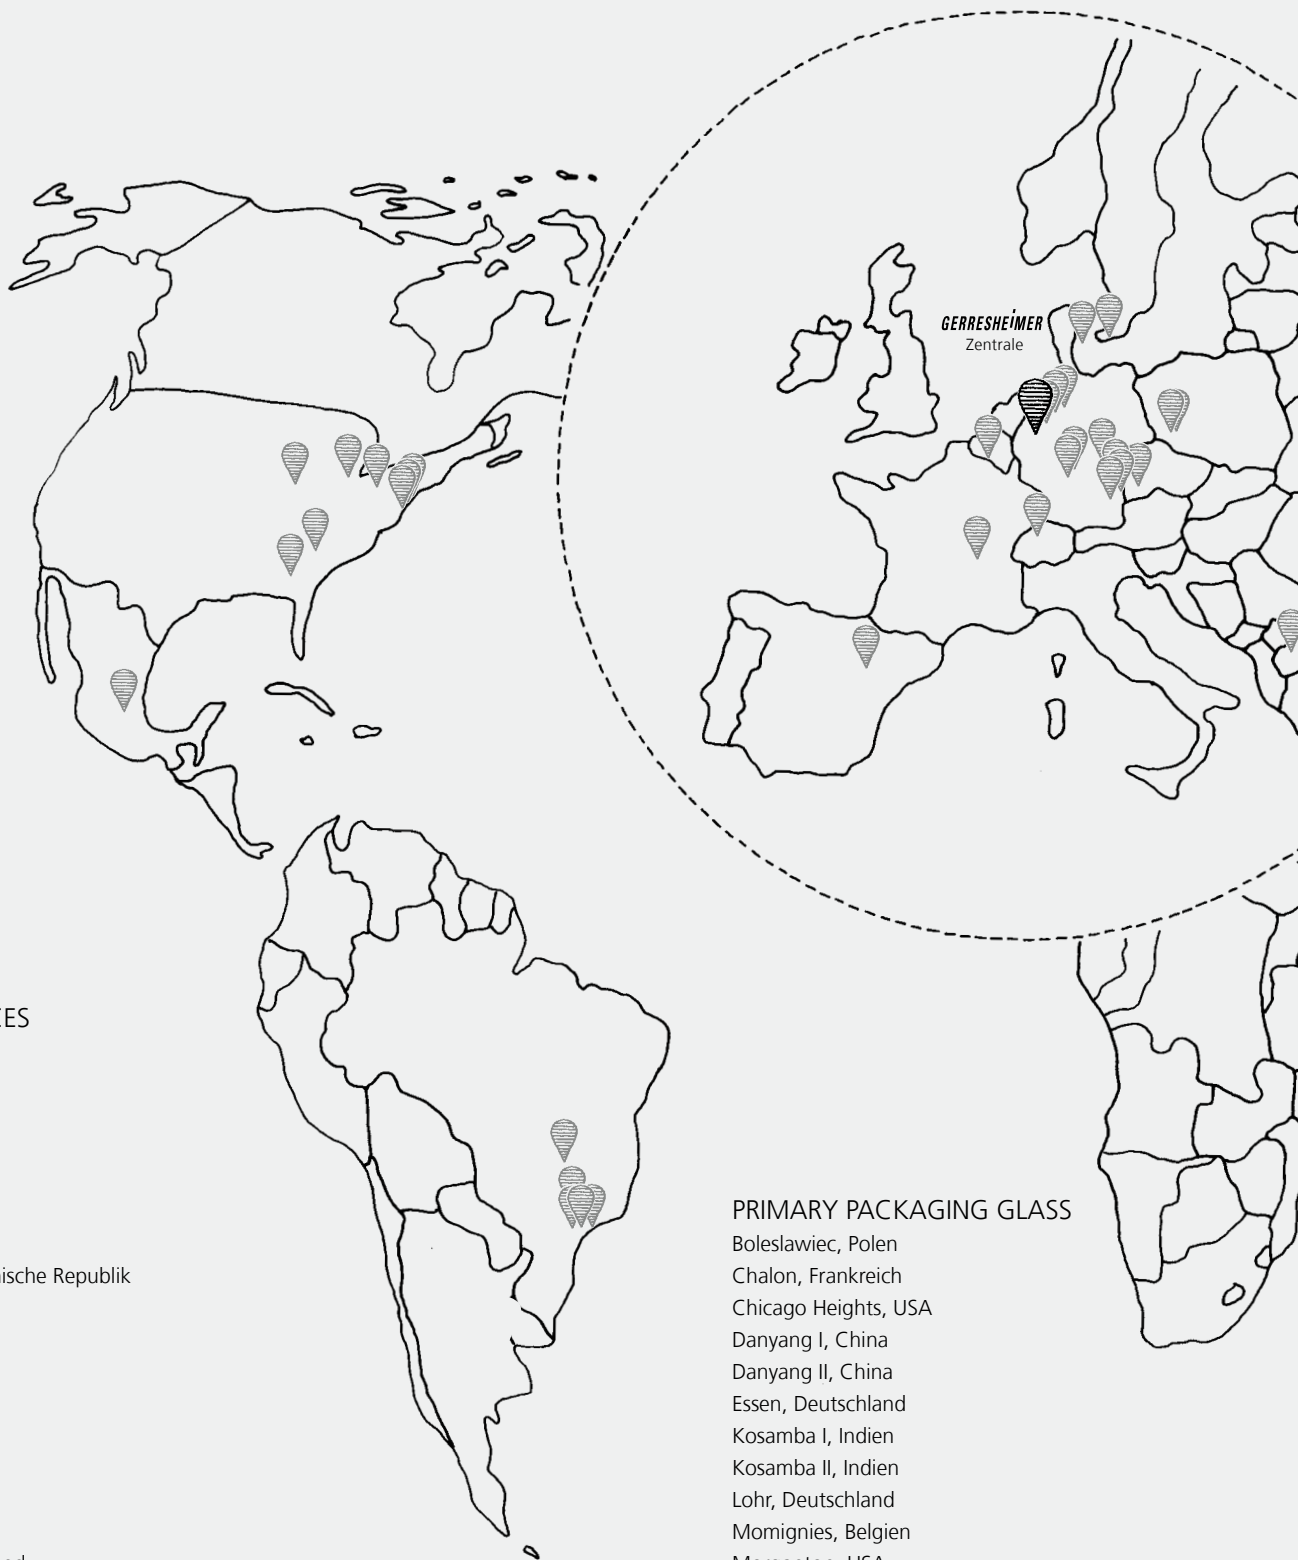 GERRESHEIMER
Zentrale
PRIMARY PACKAGING GLASS
Boleslawiec, Polen
Chalon, Frankreich
Chicago Heights, USA
Danyang I, China
Danyang II, China
Essen, Deutschland
Kosamba I, Indien
Kosamba II, Indien
Lohr, Deutschland
Momignies, Belgien
Republik